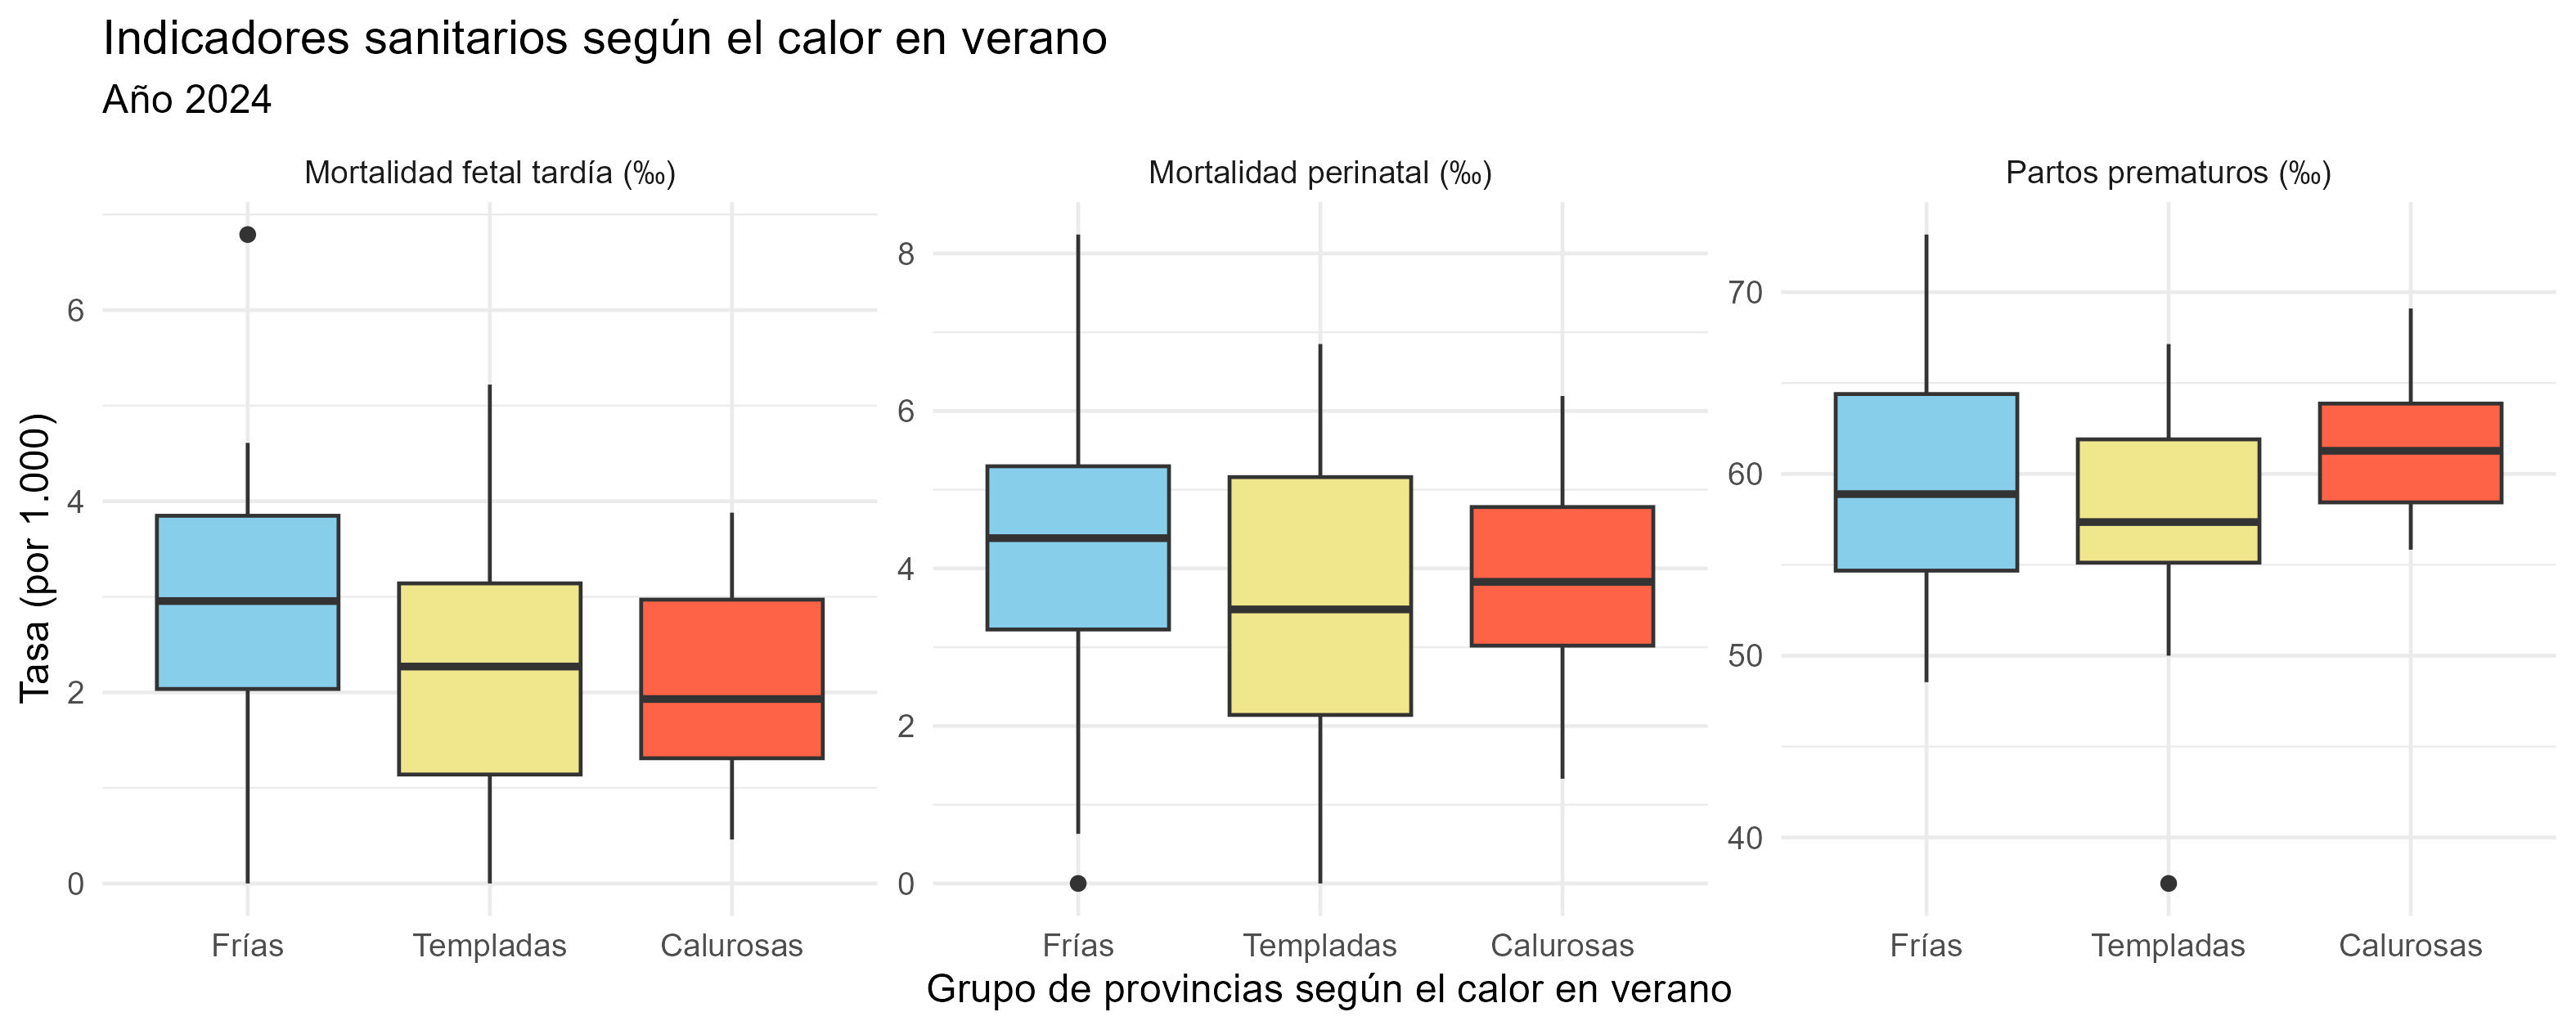 Indicadores sanitarios según el calor en verano
Año 2024
Mortalidad fetal tardía (‰)
Mortalidad perinatal (‰)
Partos prematuros (‰)
Tasa (por 1.000)
6
4
2
0
8
6
4
2
0
70
60
50
40
Frías Templadas Calurosas
Frías Templadas Calurosas
Frías Templadas Calurosas
Grupo de provincias según el calor en verano